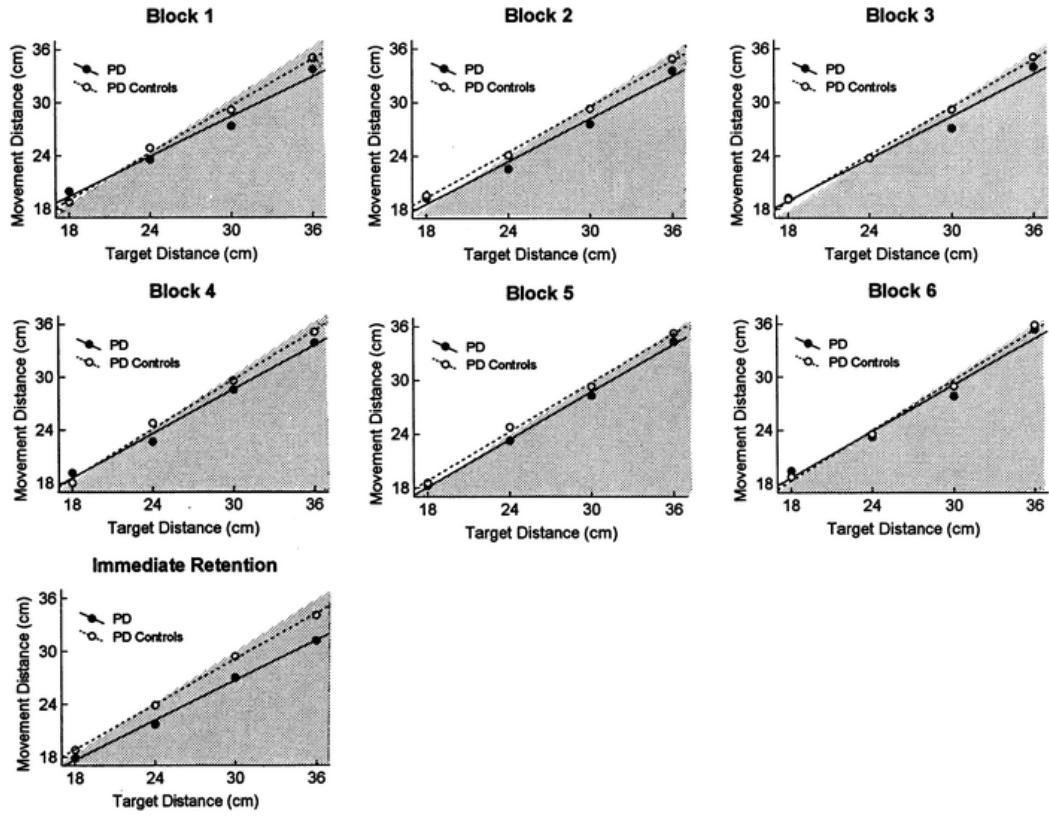 Block 1
Movement Distance (cm)
36
30
24
18
PD
PD Controls
18 24 30 36
Target Distance (cm)
Block 2
Movement Distance (cm)
36
30
24
18
PD
PD Controls
18 24 30 36
Target Distance (cm)
Block 3
Movement Distance (cm)
36
30
24
18
PD
PD Controls
18 24 30 36
Target Distance (cm)
Block 4
Movement Distance (cm)
36
30
24
18
PD
PD Controls
18 24 30 36
Target Distance (cm)
Block 5
Movement Distance (cm)
36
30
24
18
PD
PD Controls
18 24 30 36
Target Distance (cm)
Block 6
Movement Distance (cm)
36
30
24
18
PD
PD Controls
18 24 30 36
Target Distance (cm)
Immediate Retention
Movement Distance (cm)
36
30
24
18
PD
PD Controls
18 24 30 36
Target Distance (cm)